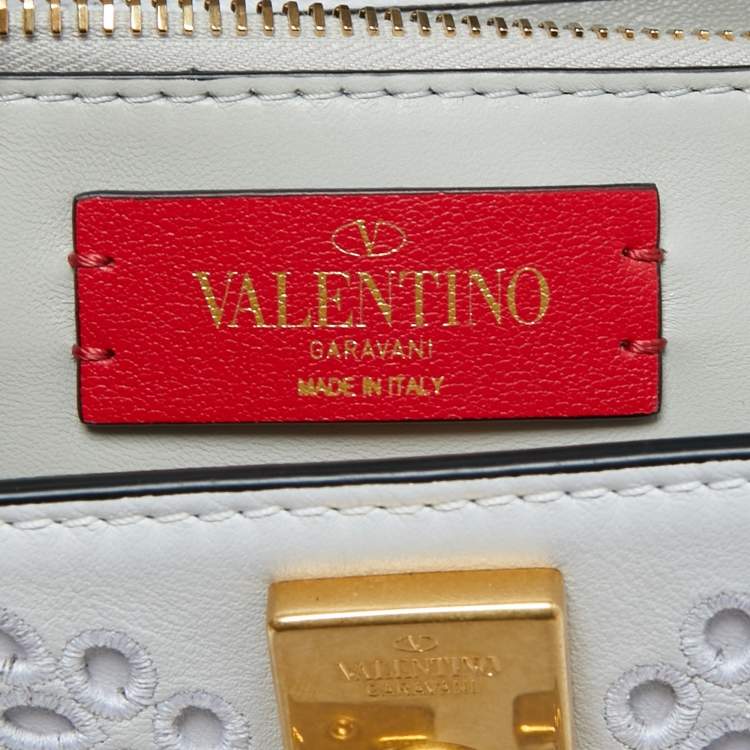 V
VALENTINO
GARAVANI
MADE IN ITALY
V
VALENTINO
GARAVANI